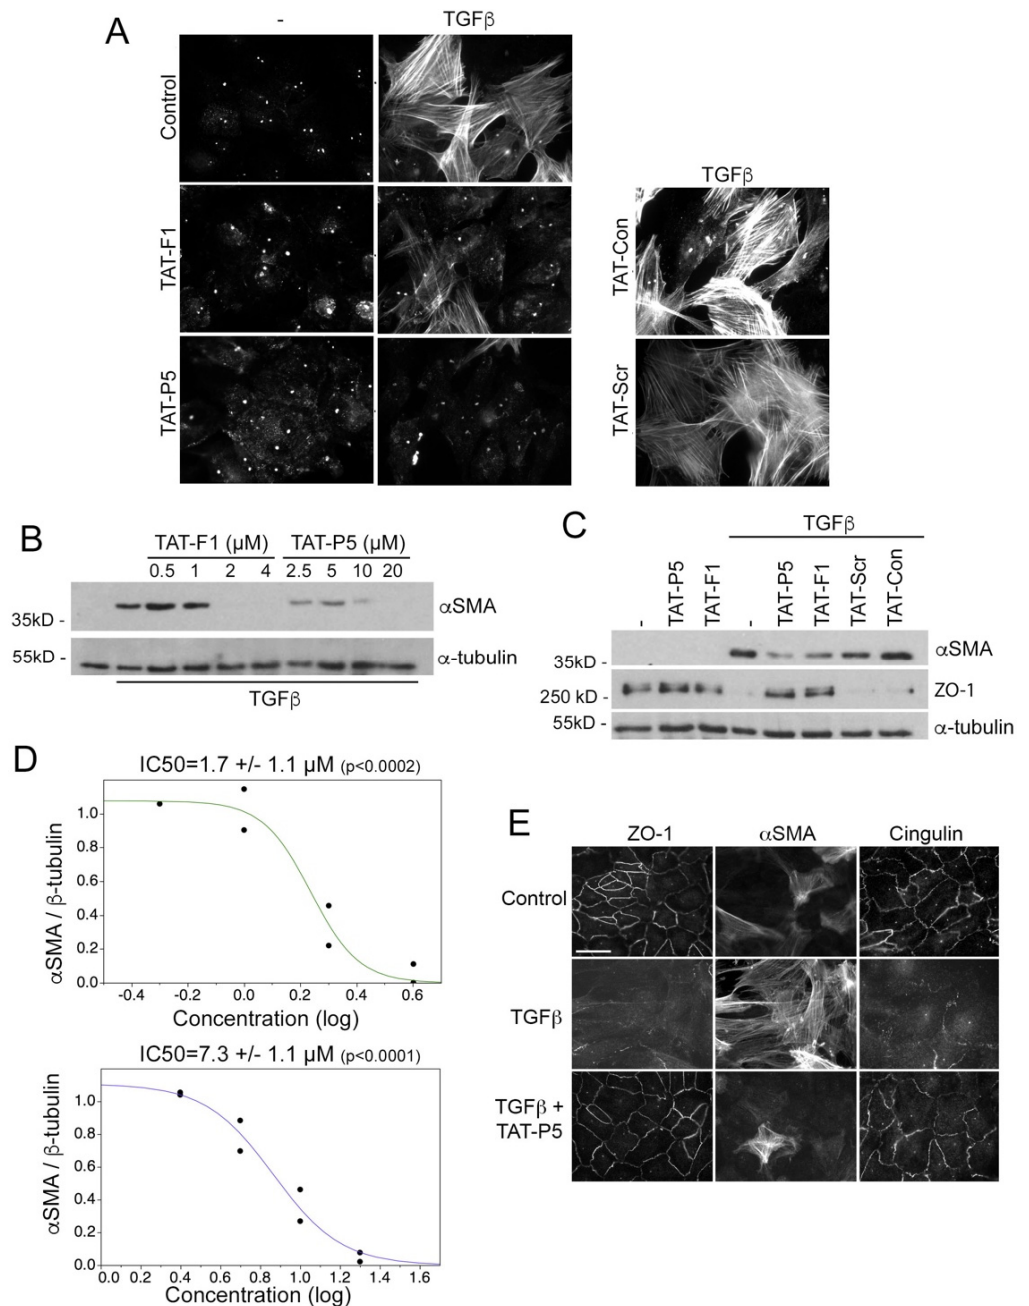 A
-
TGFβ
Control
TAT-F1
TAT-P5
TGFβ
TAT-Con
TAT-Scr
B
TAT-F1 (µM)
TAT-P5 (µM)
0.5 1 2 4 2.5 5 10 20
35kD -
αSMA
55kD -
α-tubulin
TGFβ
C
TGFβ
- TAT-P5 TAT-F1 - TAT-P5 TAT-F1 TAT-Scr TAT-Con
35kD -
αSMA
250 kD -
ZO-1
55kD -
α-tubulin
D
IC50=1.7 +/- 1.1 µM (p<0.0002)
αSMA / β-tubulin
1.0
0.8
0.6
0.4
0.2
0.0
-0.4 -0.2 0.0 0.2 0.4 0.6
Concentration (log)
IC50=7.3 +/- 1.1 µM (p<0.0001)
αSMA / β-tubulin
1.0
0.8
0.6
0.4
0.2
0.0
0.0 0.2 0.4 0.6 0.8 1.0 1.2 1.4 1.6
Concentration (log)
E
ZO-1 αSMA Cingulin
Control
TGFβ
TGFβ +
TAT-P5